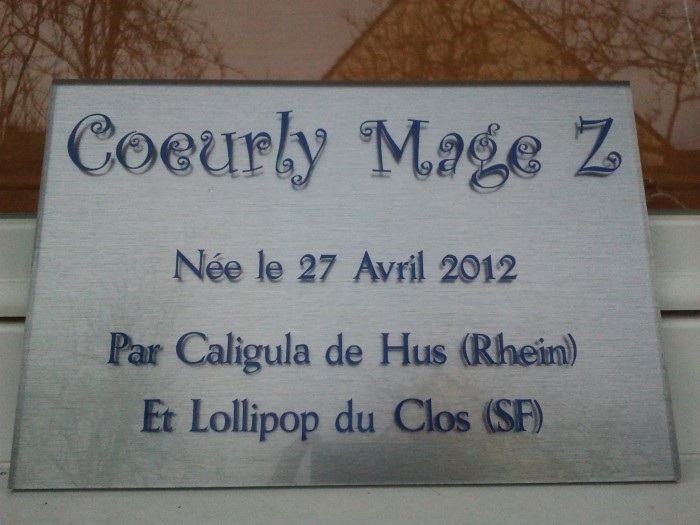 Coeurly Mage Z
Née le 27 Avril 2012
Par Caligula de Hus (Rhein)
Et Lollipop du Clos (SF)